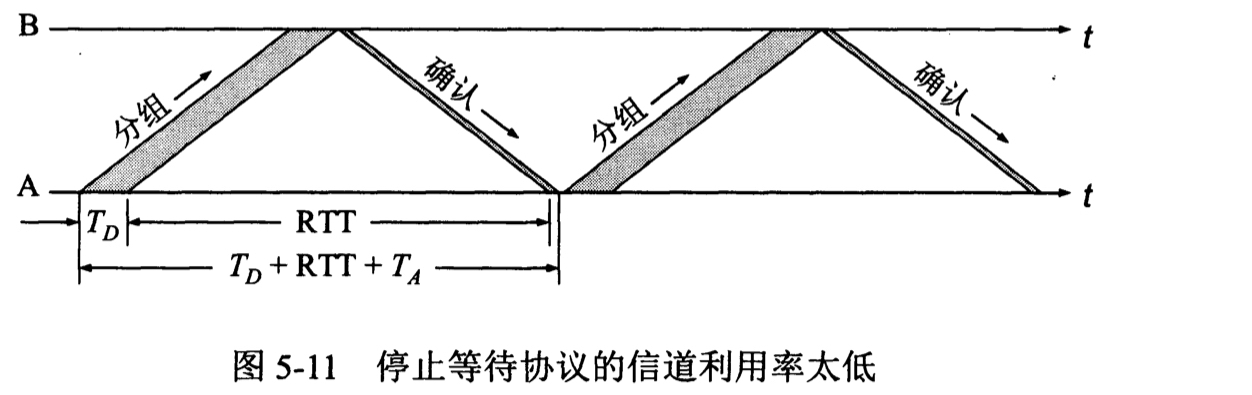 B t
分组 确认 分组 确认
A t
T_D RTT
T_D + RTT + T_A
图 5-11 停止等待协议的信道利用率太低